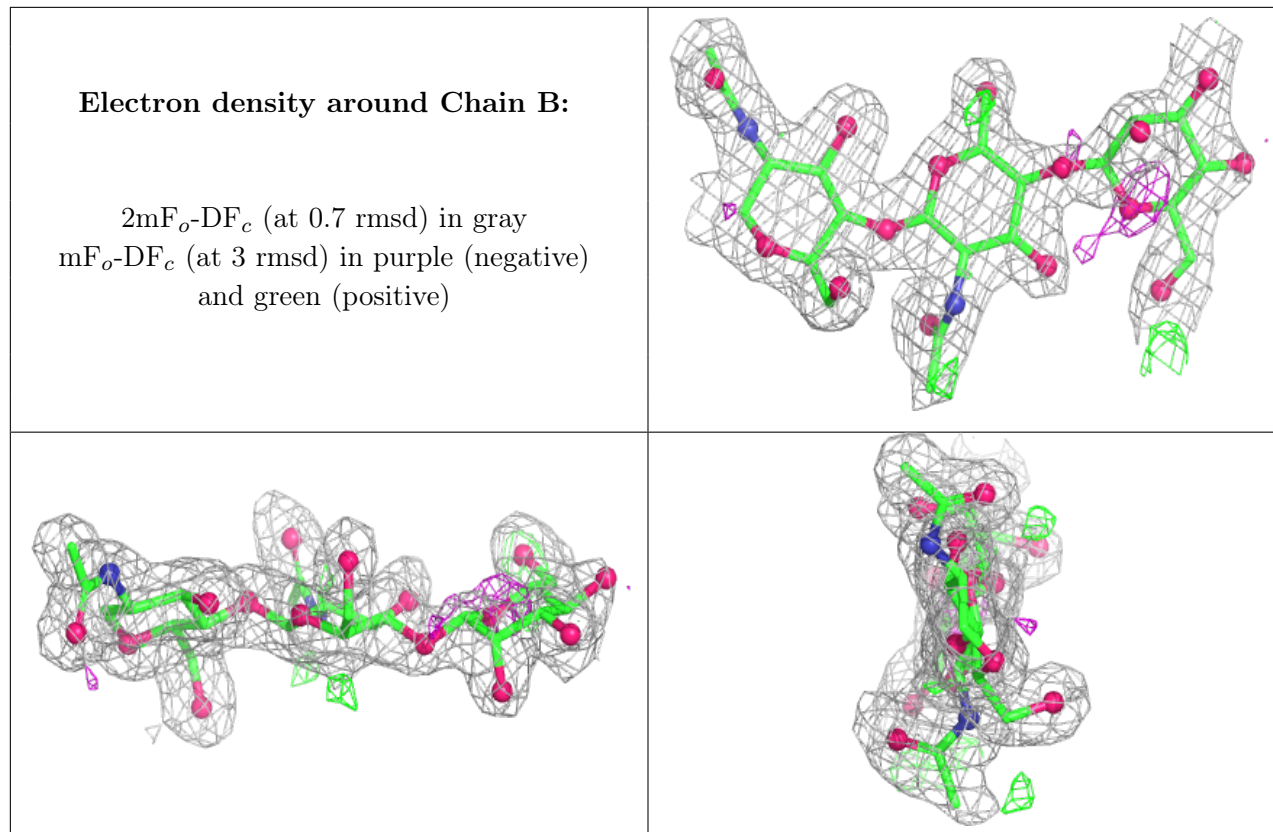 Electron density around Chain B:
2mFₒ-DF𝒸 (at 0.7 rmsd) in gray
mFₒ-DF𝒸 (at 3 rmsd) in purple (negative)
and green (positive)